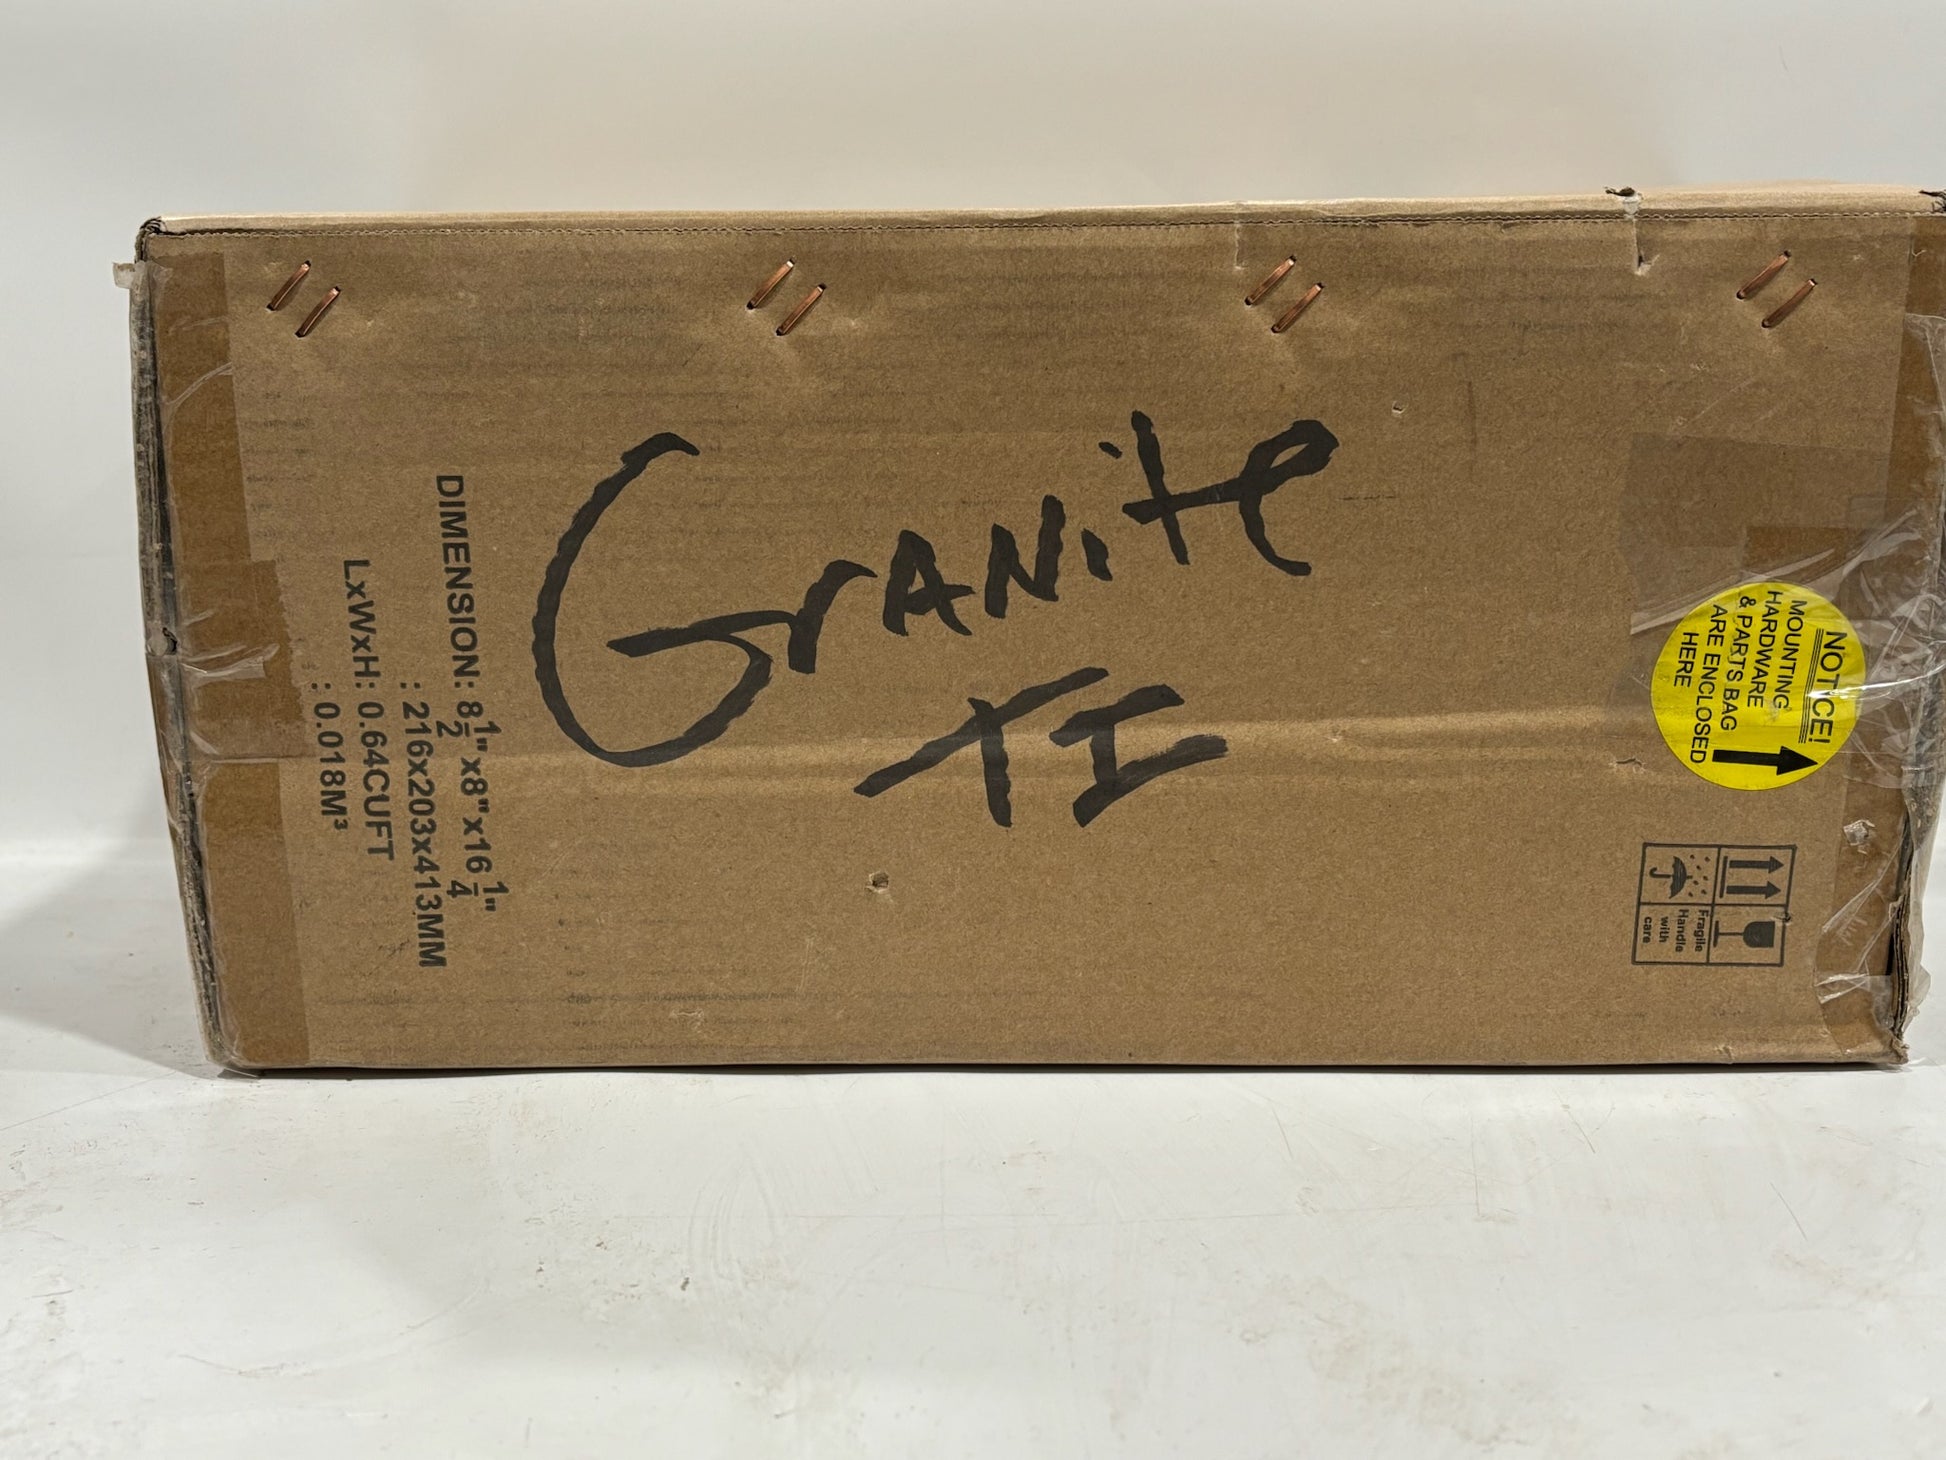 GrANite
DIMENSION: 8 1/2"x8"x16 1/4"
: 216x203x413MM
LxWxH: 0.64CUFT
: 0.018M³
NOTICE!
MOUNTING
HARDWARE
& PARTS BAG
ARE ENCLOSED
HERE
Fragile
Handle
with
care